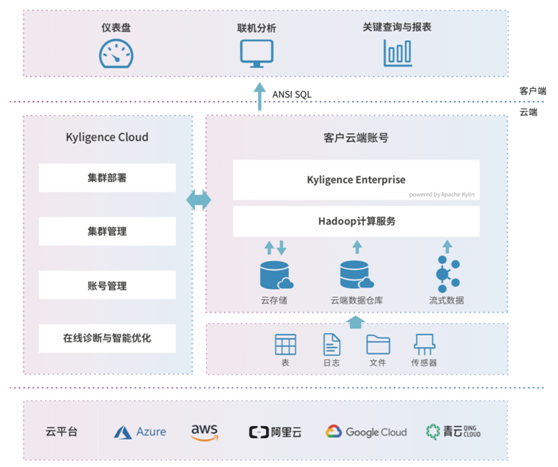 仪表盘
联机分析
关键查询与报表
ANSI SQL
客户端
云端
Kyligence Cloud
集群部署
集群管理
账号管理
在线诊断与智能优化
客户云端账号
Kyligence Enterprise
powered by Apache Kylin
Hadoop计算服务
云存储
云端数据仓库
流式数据
表
日志
文件
传感器
云平台
Azure
aws
阿里云
Google Cloud
青云 QING CLOUD